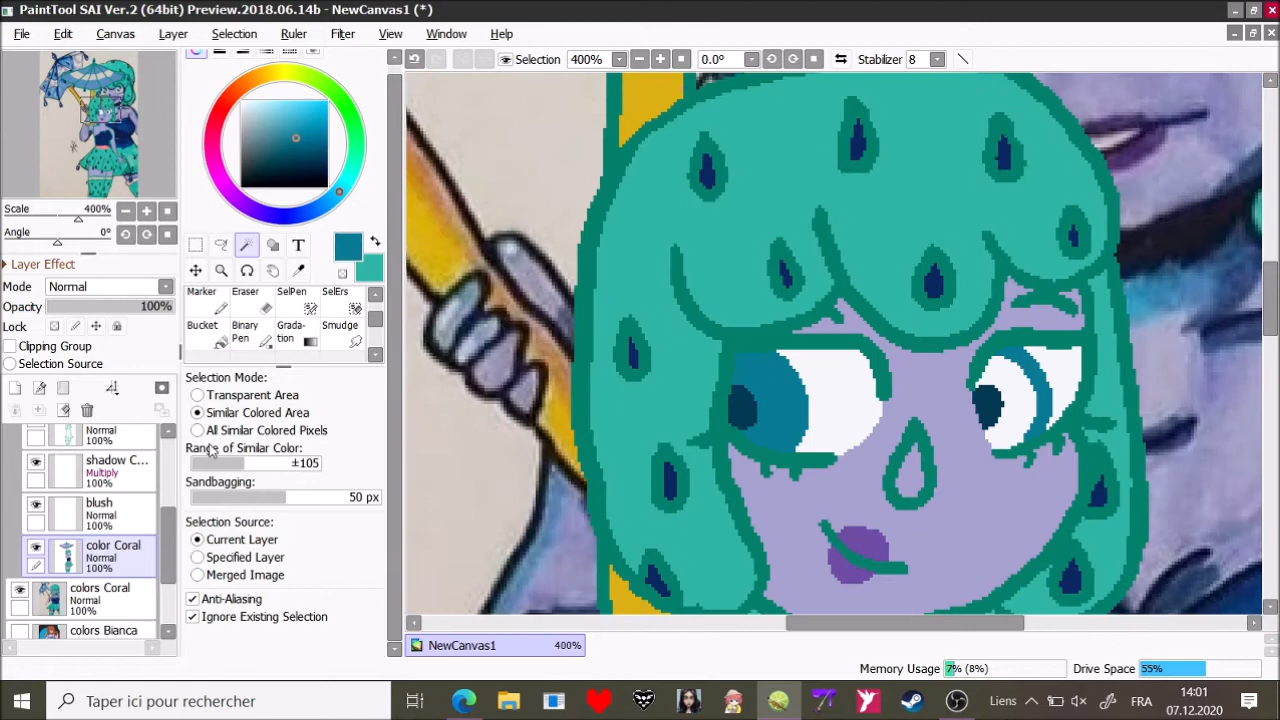 PaintTool SAI Ver.2 (64bit) Preview.2018.06.14b - NewCanvas1 (*)
File Edit Canvas Layer Selection Ruler Filter View Window Help
Selection 400% 0.0° Stabilizer 8
Scale 400%
Angle 0°
Layer Effect
Mode Normal
Opacity 100%
Lock
Clipping Group
Selection Source
Normal
100%
shadow C...
Multiply
100%
blush
Normal
100%
color Coral
Normal
100%
colors Coral
Normal
100%
colors Bianca
T
Marker Eraser SelPen SelErs
Bucket Binary Pen Grada-tion Smudge
Selection Mode:
Transparent Area
Similar Colored Area
All Similar Colored Pixels
Range of Similar Color:
±105
Sandbagging:
50 px
Selection Source:
Current Layer
Specified Layer
Merged Image
Anti-Aliasing
Ignore Existing Selection
NewCanvas1 400%
Memory Usage 7% (8%) Drive Space 55%
Taper ici pour rechercher
Liens FRA 14:01
07.12.2020